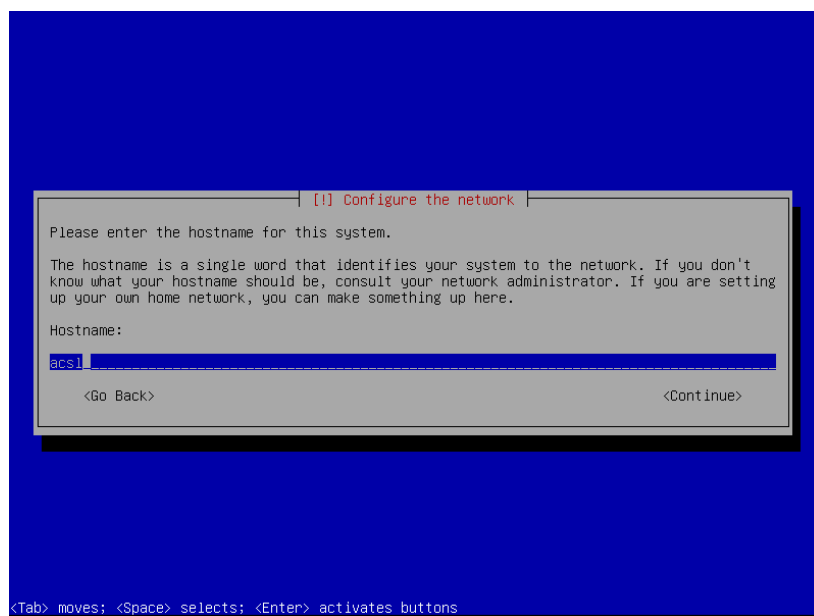 [!] Configure the network
Please enter the hostname for this system.
The hostname is a single word that identifies your system to the network. If you don't
know what your hostname should be, consult your network administrator. If you are setting
up your own home network, you can make something up here.
Hostname:
acsl
<Go Back> <Continue>
<Tab> moves; <Space> selects; <Enter> activates buttons